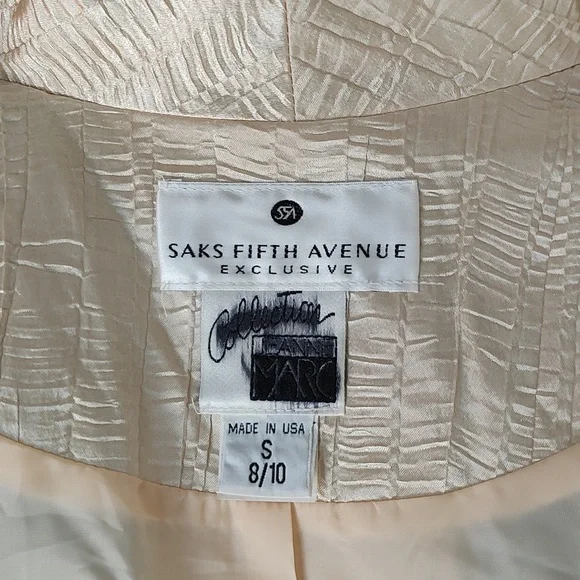 SFA
SAKS FIFTH AVENUE
EXCLUSIVE
Collection
MARC
MADE IN USA
S
8/10